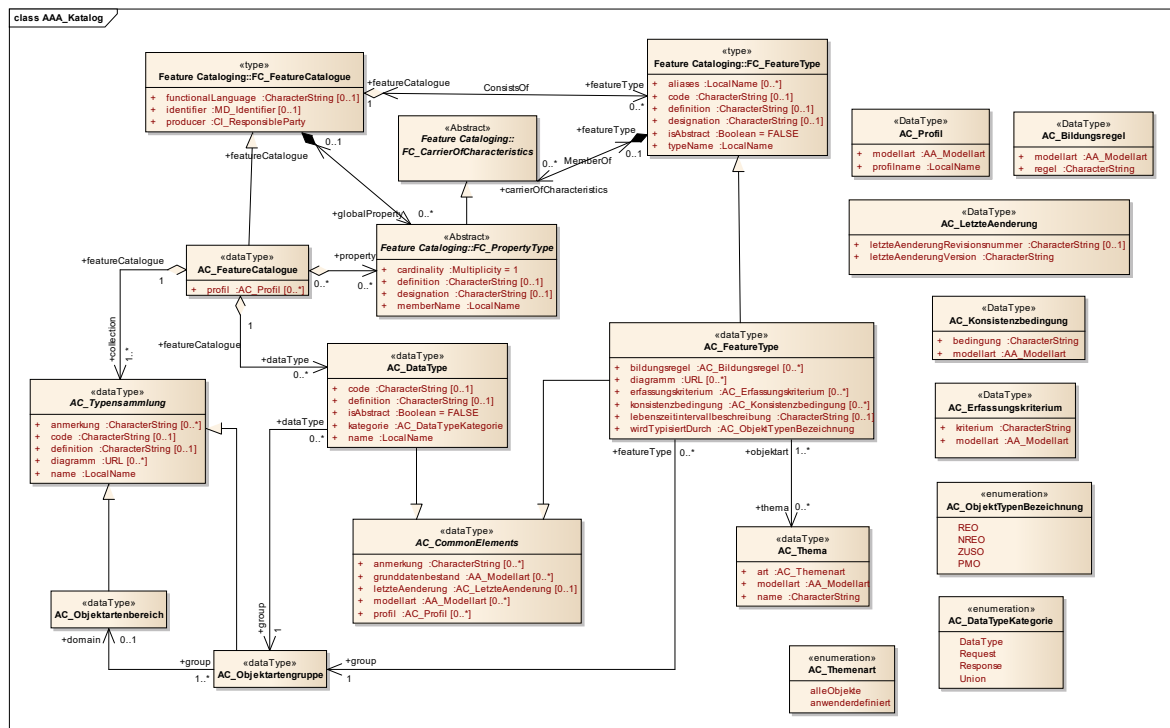 class AAA_Katalog
«type»
Feature Cataloging::FC_FeatureCatalogue
+ functionalLanguage :CharacterString [0..1]
+ identifier :MD_Identifier [0..1]
+ producer :CI_ResponsibleParty
+featureCatalogue
1
ConsistsOf
+featureType
0..*
«type»
Feature Cataloging::FC_FeatureType
+ aliases :LocalName [0..*]
+ code :CharacterString [0..1]
+ definition :CharacterString [0..1]
+ designation :CharacterString [0..1]
+ isAbstract :Boolean = FALSE
+ typeName :LocalName
«DataType»
AC_Profil
+ modellart :AA_Modellart
+ profilname :LocalName
«DataType»
AC_Bildungsregel
+ modellart :AA_Modellart
+ regel :CharacterString
«Abstract»
Feature Cataloging::
FC_CarrierOfCharacteristics
+featureType
0..1
MemberOf
0..*
+carrierOfCharacteristics
0..1
+featureCatalogue
+globalProperty
0..*
«DataType»
AC_LetzteAenderung
+ letzteAenderungRevisionsnummer :CharacterString [0..1]
+ letzteAenderungVersion :CharacterString
«Abstract»
Feature Cataloging::FC_PropertyType
+ cardinality :Multiplicity = 1
+ definition :CharacterString [0..1]
+ designation :CharacterString [0..1]
+ memberName :LocalName
«dataType»
AC_FeatureCatalogue
+ profil :AC_Profil [0..*]
+property
0..*
0..*
+featureCatalogue
1
+collection
1..*
1
+featureCatalogue
+dataType
0..*
«DataType»
AC_Konsistenzbedingung
+ bedingung :CharacterString
+ modellart :AA_Modellart
«dataType»
AC_FeatureType
+ bildungsregel :AC_Bildungsregel [0..*]
+ diagramm :URL [0..*]
+ erfassungskriterium :AC_Erfassungskriterium [0..*]
+ konsistenzbedingung :AC_Konsistenzbedingung [0..*]
+ lebenszeitintervallbeschreibung :CharacterString [0..1]
+ wirdTypisiertDurch :AC_ObjektTypenBezeichnung
«dataType»
AC_DataType
+ code :CharacterString [0..1]
+ definition :CharacterString [0..1]
+ isAbstract :Boolean = FALSE
+ kategorie :AC_DataTypeKategorie
+ name :LocalName
«dataType»
AC_Typensammlung
+ anmerkung :CharacterString [0..*]
+ code :CharacterString [0..1]
+ definition :CharacterString [0..1]
+ diagramm :URL [0..*]
+ name :LocalName
+dataType
0..*
«DataType»
AC_Erfassungskriterium
+ kriterium :CharacterString
+ modellart :AA_Modellart
+featureType
0..*
+objektart
1..*
+thema
0..*
«enumeration»
AC_ObjektTypenBezeichnung
REO
NREO
ZUSO
PMO
«dataType»
AC_CommonElements
+ anmerkung :CharacterString [0..*]
+ grunddatenbestand :AA_Modellart [0..*]
+ letzteAenderung :AC_LetzteAenderung [0..1]
+ modellart :AA_Modellart [0..*]
+ profil :AC_Profil [0..*]
«dataType»
AC_Thema
+ art :AC_Themenart
+ modellart :AA_Modellart
+ name :CharacterString
«dataType»
AC_Objektartenbereich
+domain
0..1
+group
1
«enumeration»
AC_DataTypeKategorie
DataType
Request
Response
Union
+group
1..*
«dataType»
AC_Objektartengruppe
+group
1
«enumeration»
AC_Themenart
alleObjekte
anwenderdefiniert